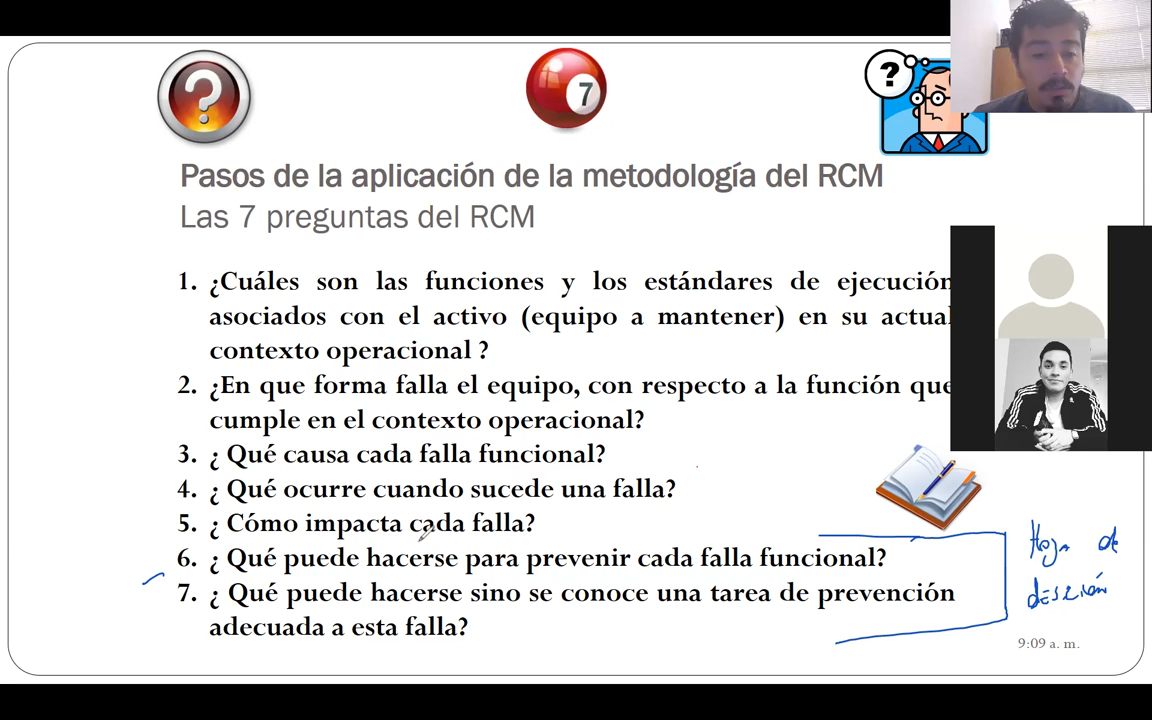 ?
7
?
Pasos de la aplicación de la metodología del RCM
Las 7 preguntas del RCM
1. ¿Cuáles son las funciones y los estándares de ejecución
asociados con el activo (equipo a mantener) en su actual
contexto operacional ?
2. ¿En que forma falla el equipo, con respecto a la función que
cumple en el contexto operacional?
3. ¿ Qué causa cada falla funcional?
4. ¿ Qué ocurre cuando sucede una falla?
5. ¿ Cómo impacta cada falla?
6. ¿ Qué puede hacerse para prevenir cada falla funcional?
7. ¿ Qué puede hacerse sino se conoce una tarea de prevención
adecuada a esta falla?
Hoja de
9:09 a. m.